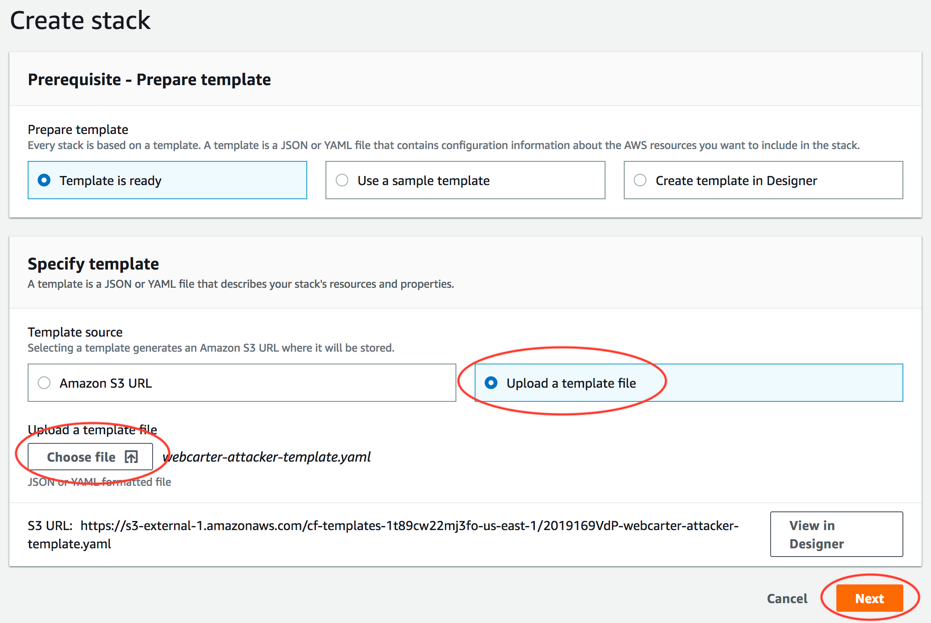 Create stack
Prerequisite - Prepare template
Prepare template
Every stack is based on a template. A template is a JSON or YAML file that contains configuration information about the AWS resources you want to include in the stack.
Template is ready
Use a sample template
Create template in Designer
Specify template
A template is a JSON or YAML file that describes your stack's resources and properties.
Template source
Selecting a template generates an Amazon S3 URL where it will be stored.
Amazon S3 URL
Upload a template file
Upload a template file
Choose file
webcarter-attacker-template.yaml
JSON or YAML formatted file
S3 URL: https://s3-external-1.amazonaws.com/cf-templates-1t89cw22mj3fo-us-east-1/2019169VdP-webcarter-attacker-
template.yaml
View in
Designer
Cancel
Next